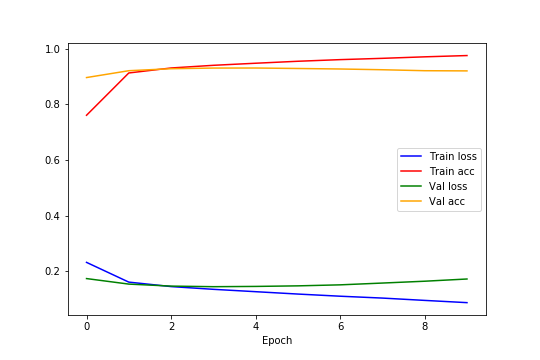 1.0
0.8
0.6
0.4
0.2
Train loss
Train acc
Val loss
Val acc
0 2 4 6 8
Epoch